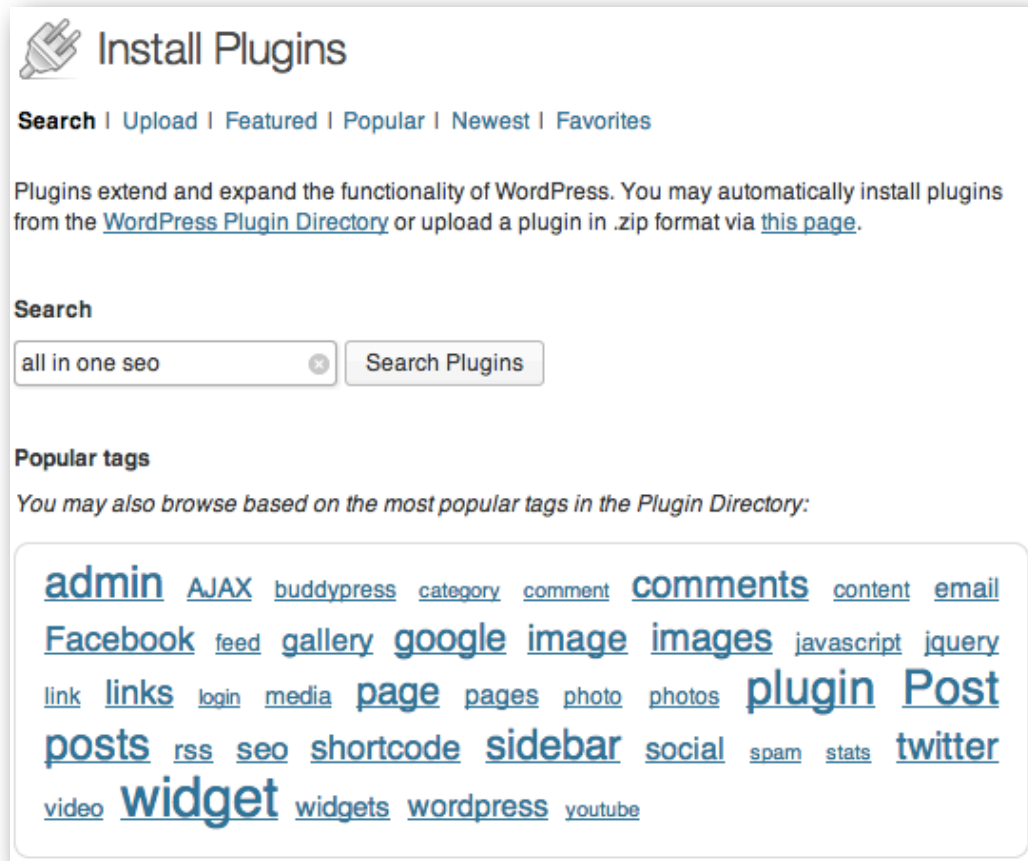 Install Plugins
Search | Upload | Featured | Popular | Newest | Favorites
Plugins extend and expand the functionality of WordPress. You may automatically install plugins
from the WordPress Plugin Directory or upload a plugin in .zip format via this page.
Search
all in one seo Search Plugins
Popular tags
You may also browse based on the most popular tags in the Plugin Directory:
admin AJAX buddypress category comment comments content email
Facebook feed gallery google image images javascript jquery
link links login media page pages photo photos plugin Post
posts rss seo shortcode sidebar social spam stats twitter
video widget widgets wordpress youtube